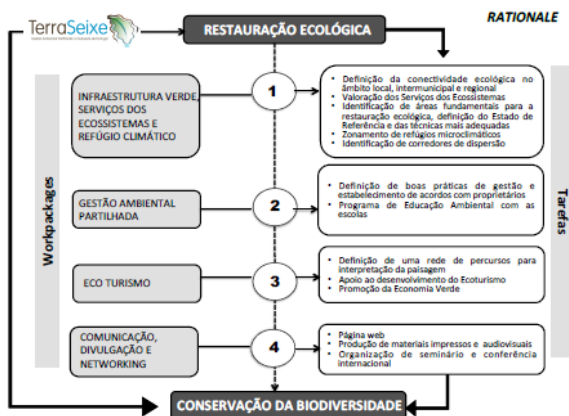 TerraSeixe
RESTAURAÇÃO ECOLÓGICA
RATIONALE
Workpackages
Tarefas
INFRAESTRUTURA VERDE,
SERVIÇOS DOS
ECOSSISTEMAS E
REFÚGIO CLIMÁTICO
1
• Definição da conectividade ecológica no
âmbito local, intermunicipal e regional
• Valoração dos Serviços dos Ecossistemas
• Identificação de áreas fundamentais para a
restauração ecológica, definição do Estado de
Referência e das técnicas mais adequadas
• Zonamento de refúgios microclimáticos
• Identificação de corredores de dispersão
GESTÃO AMBIENTAL
PARTILHADA
2
• Definição de boas práticas de gestão e
estabelecimento de acordos com proprietários
• Programa de Educação Ambiental com as
escolas
ECO TURISMO
3
• Definição de uma rede de percursos para
interpretação da paisagem
• Apoio ao desenvolvimento do Ecoturismo
• Promoção da Economia Verde
COMUNICAÇÃO,
DIVULGAÇÃO E
NETWORKING
4
• Página web
• Produção de materiais impressos e audiovisuais
• Organização de seminário e conferência
internacional
CONSERVAÇÃO DA BIODIVERSIDADE